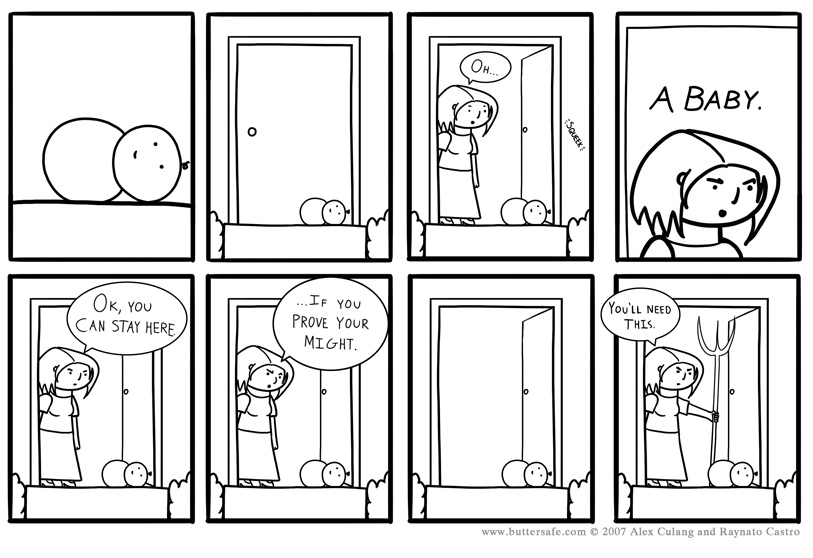 OH...
:SQUEEK:
A BABY.
OK, YOU
CAN STAY HERE
...IF YOU
PROVE YOUR
MIGHT.
YOU'LL NEED
THIS.
www.buttersafe.com © 2007 Alex Culang and Raynato Castro